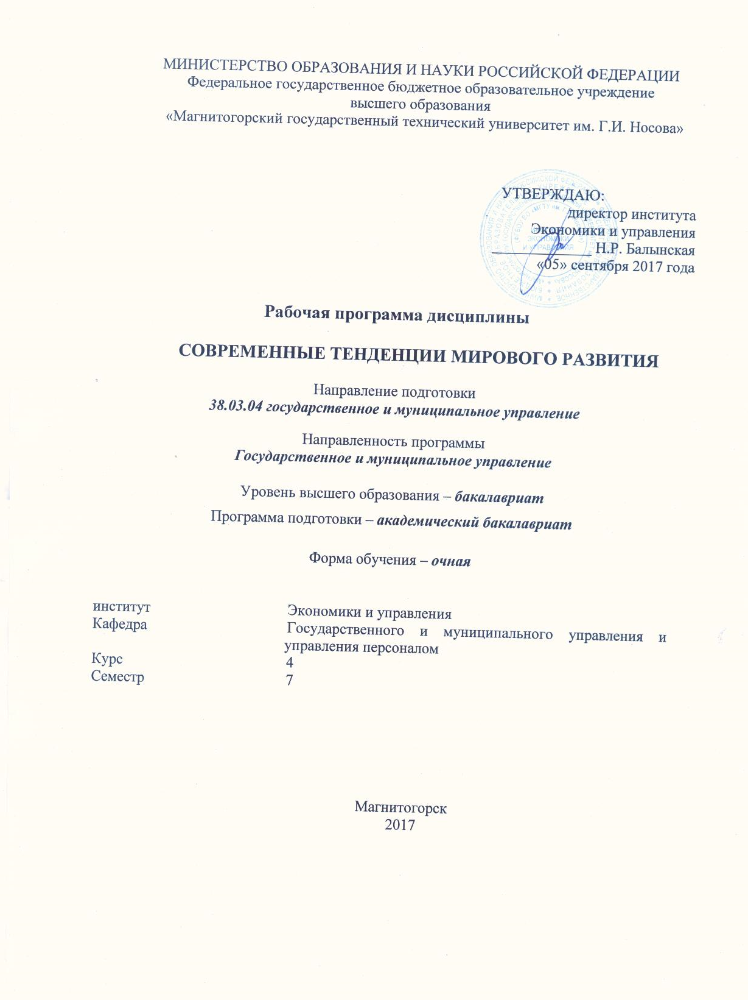 МИНИСТЕРСТВО ОБРАЗОВАНИЯ И НАУКИ РОССИЙСКОЙ ФЕДЕРАЦИИ
Федеральное государственное бюджетное образовательное учреждение
высшего образования
«Магнитогорский государственный технический университет им. Г.И. Носова»
УТВЕРЖДАЮ:
директор института
Экономики и управления
ЭКОНОМИКИ
И УПРАВЛЕНИЯ
Н.Р. Балынская
«05» сентября 2017 года
Рабочая программа дисциплины
СОВРЕМЕННЫЕ ТЕНДЕНЦИИ МИРОВОГО РАЗВИТИЯ
Направление подготовки
38.03.04 государственное и муниципальное управление
Направленность программы
Государственное и муниципальное управление
Уровень высшего образования – бакалавриат
Программа подготовки – академический бакалавриат
Форма обучения – очная
институт Экономики и управления
Кафедра Государственного и муниципального управления и
управления персоналом
Курс 4
Семестр 7
Магнитогорск
2017